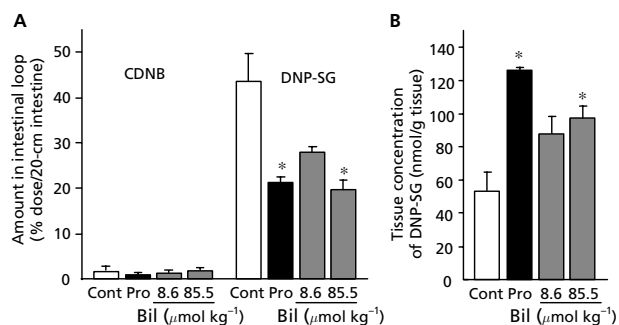 A
Amount in intestinal loop
(% dose/20-cm intestine)
50
40
30
20
10
0
CDNB
DNP-SG
*
*
Cont Pro 8.6 85.5 Cont Pro 8.6 85.5
Bil (μmol kg⁻¹) Bil (μmol kg⁻¹)
B
Tissue concentration
of DNP-SG (nmol/g tissue)
140
120
100
80
60
40
20
0
*
*
Cont Pro 8.6 85.5
Bil (μmol kg⁻¹)